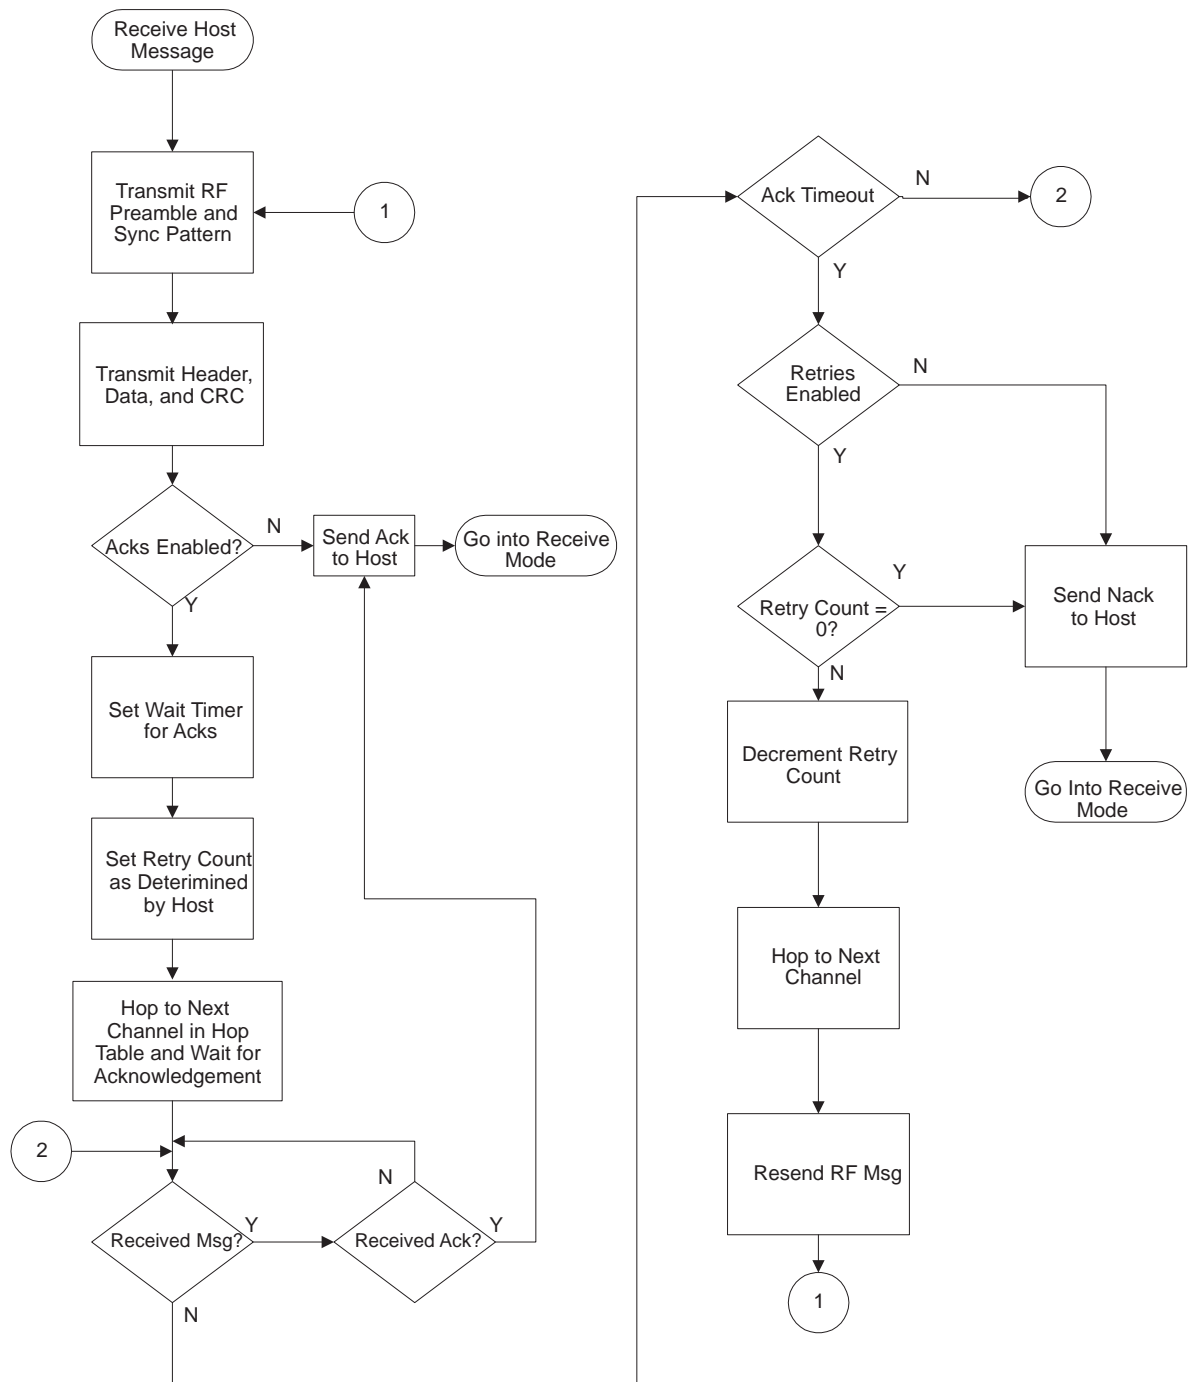 Receive Host
Message
Transmit RF
Preamble and
Sync Pattern
1
Transmit Header,
Data, and CRC
Acks Enabled?
N
Send Ack
to Host
Go into Receive
Mode
Y
Set Wait Timer
for Acks
Set Retry Count
as Deterimined
by Host
Hop to Next
Channel in Hop
Table and Wait for
Acknowledgement
2
Received Msg?
Y
N
Received Ack?
N
Y
Ack Timeout
N
2
Y
Retries
Enabled
N
Y
Retry Count =
0?
Y
Send Nack
to Host
N
Decrement Retry
Count
Go Into Receive
Mode
Hop to Next
Channel
Resend RF Msg
1